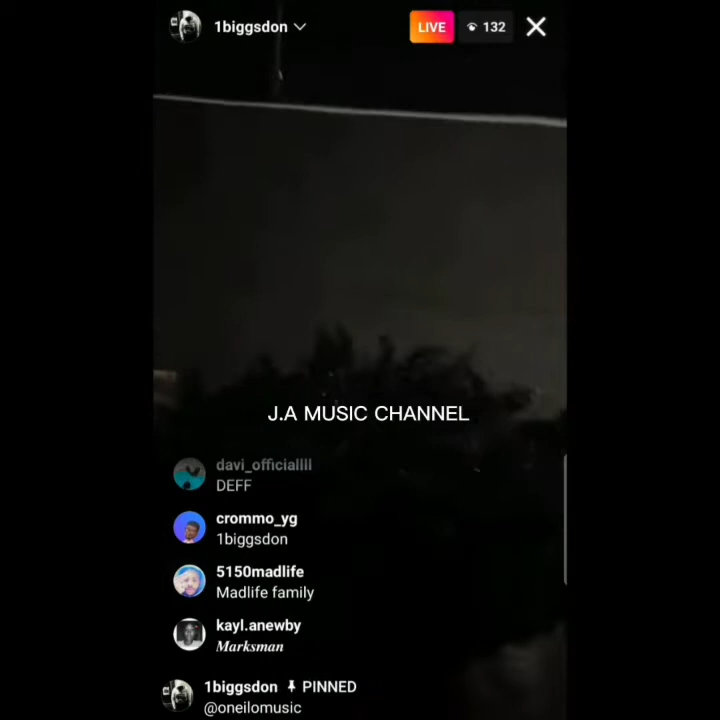 1biggsdon
LIVE
132
J.A MUSIC CHANNEL
davi_officiallll
DEFF
crommo_yg
1biggsdon
5150madlife
Madlife family
kayl.anewby
Marksman
1biggsdon PINNED
@oneilomusic